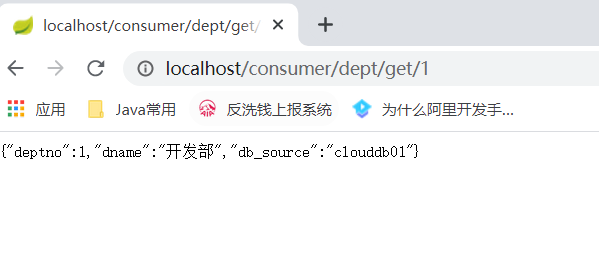 localhost/consumer/dept/get/
localhost/consumer/dept/get/1
应用 Java常用 反洗钱上报系统 为什么阿里开发手...
{"deptno":1,"dname":"开发部","db_source":"clouddb01"}